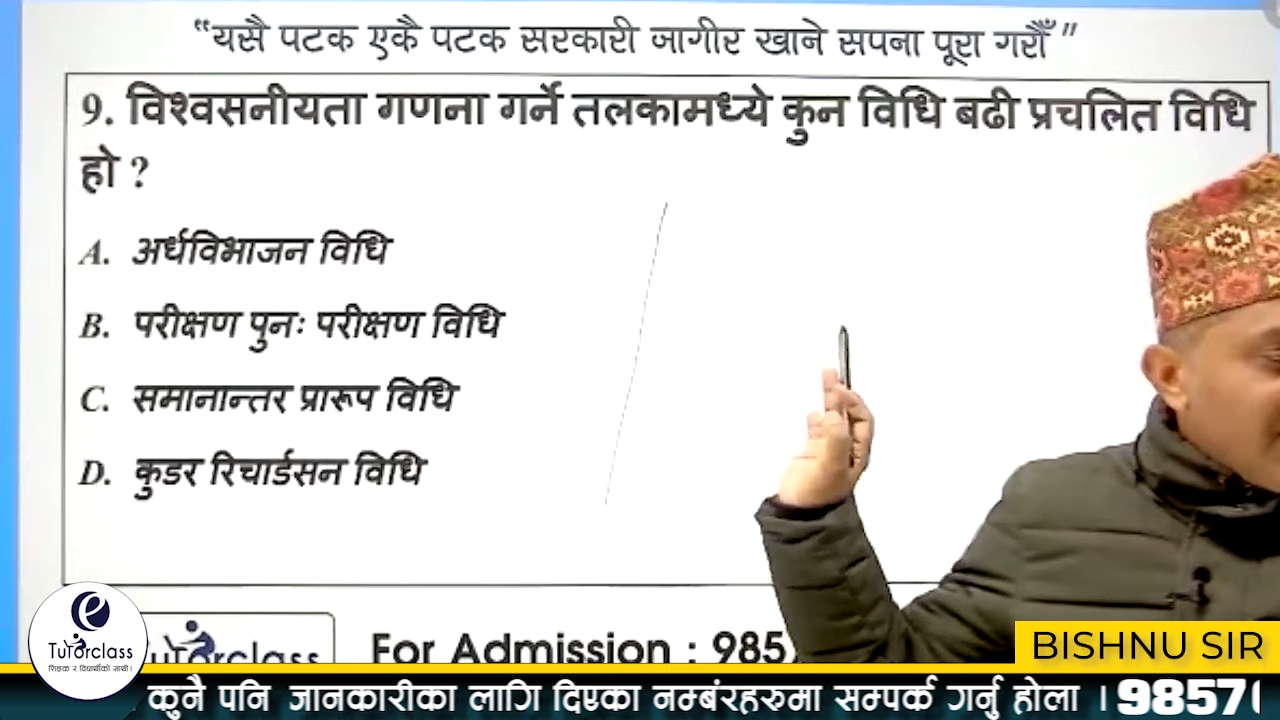 “यसै पटक एकै पटक सरकारी जागीर खाने सपना पूरा गरौँ”
9. विश्वसनीयता गणना गर्ने तलकामध्ये कुन विधि बढी प्रचलित विधि
हो ?
A. अर्धविभाजन विधि
B. परीक्षण पुनः परीक्षण विधि
C. समानान्तर प्रारूप विधि
D. कुडर रिचार्डसन विधि
Tutorclass
For Admission : 985
BISHNU SIR
Tutorclass
शिक्षक र विद्यार्थीको साथी।
कुनै पनि जानकारीका लागि दिएका नम्बंरहरुमा सम्पर्क गर्नु होला । 9857